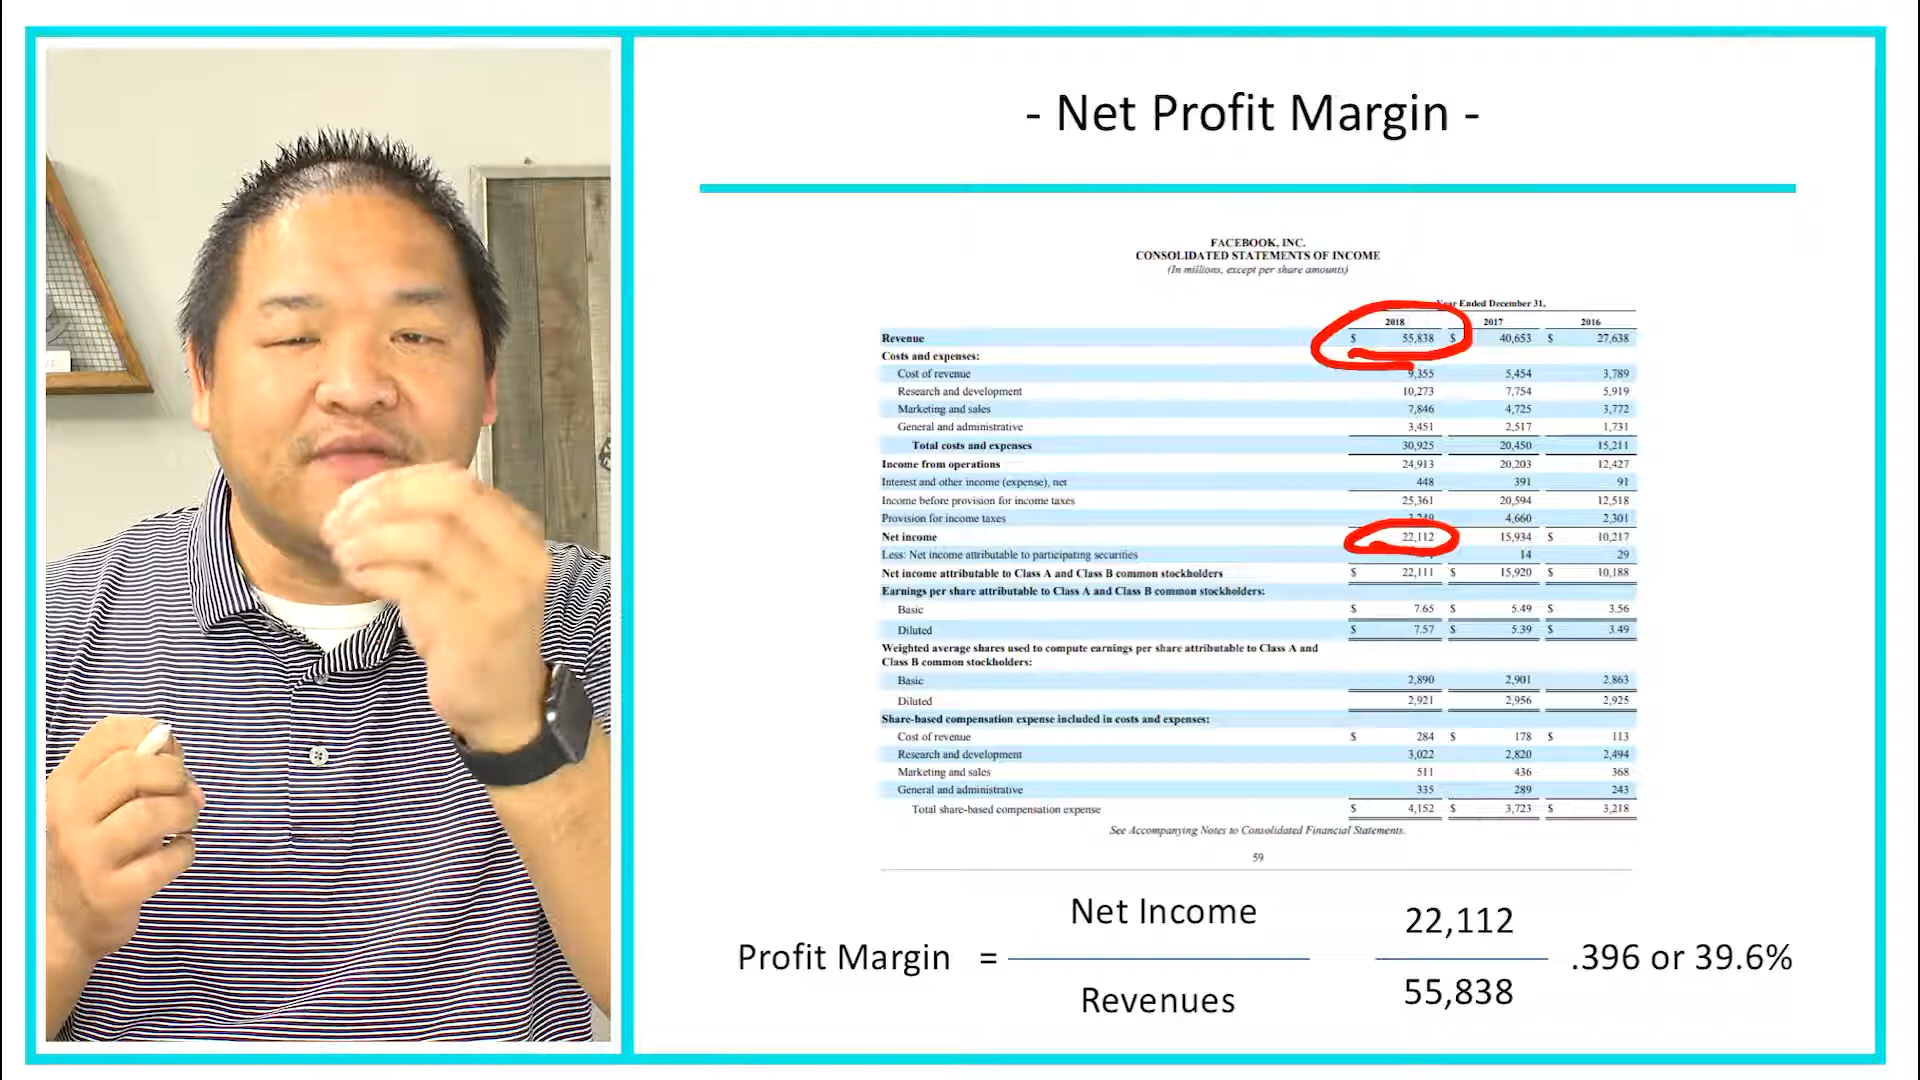 - Net Profit Margin -
FACEBOOK, INC.
CONSOLIDATED STATEMENTS OF INCOME
(In millions, except per share amounts)
Year Ended December 31,
2018 2017 2016
Revenue $ 55,838 $ 40,653 $ 27,638
Costs and expenses:
Cost of revenue 9,355 5,454 3,789
Research and development 10,273 7,754 5,919
Marketing and sales 7,846 4,725 3,772
General and administrative 3,451 2,517 1,731
Total costs and expenses 30,925 20,450 15,211
Income from operations 24,913 20,203 12,427
Interest and other income (expense), net 448 391 91
Income before provision for income taxes 25,361 20,594 12,518
Provision for income taxes 3,249 4,660 2,301
Net income 22,112 15,934 $ 10,217
Less: Net income attributable to participating securities 14 29
Net income attributable to Class A and Class B common stockholders $ 22,111 $ 15,920 $ 10,188
Earnings per share attributable to Class A and Class B common stockholders:
Basic $ 7.65 $ 5.49 $ 3.56
Diluted $ 7.57 $ 5.39 $ 3.49
Weighted average shares used to compute earnings per share attributable to Class A and
Class B common stockholders:
Basic 2,890 2,901 2,863
Diluted 2,921 2,956 2,925
Share-based compensation expense included in costs and expenses:
Cost of revenue $ 284 $ 178 $ 113
Research and development 3,022 2,820 2,494
Marketing and sales 511 436 368
General and administrative 335 289 243
Total share-based compensation expense $ 4,152 $ 3,723 $ 3,218
See Accompanying Notes to Consolidated Financial Statements.
59
Profit Margin = Net Income
Revenues
22,112
55,838
.396 or 39.6%